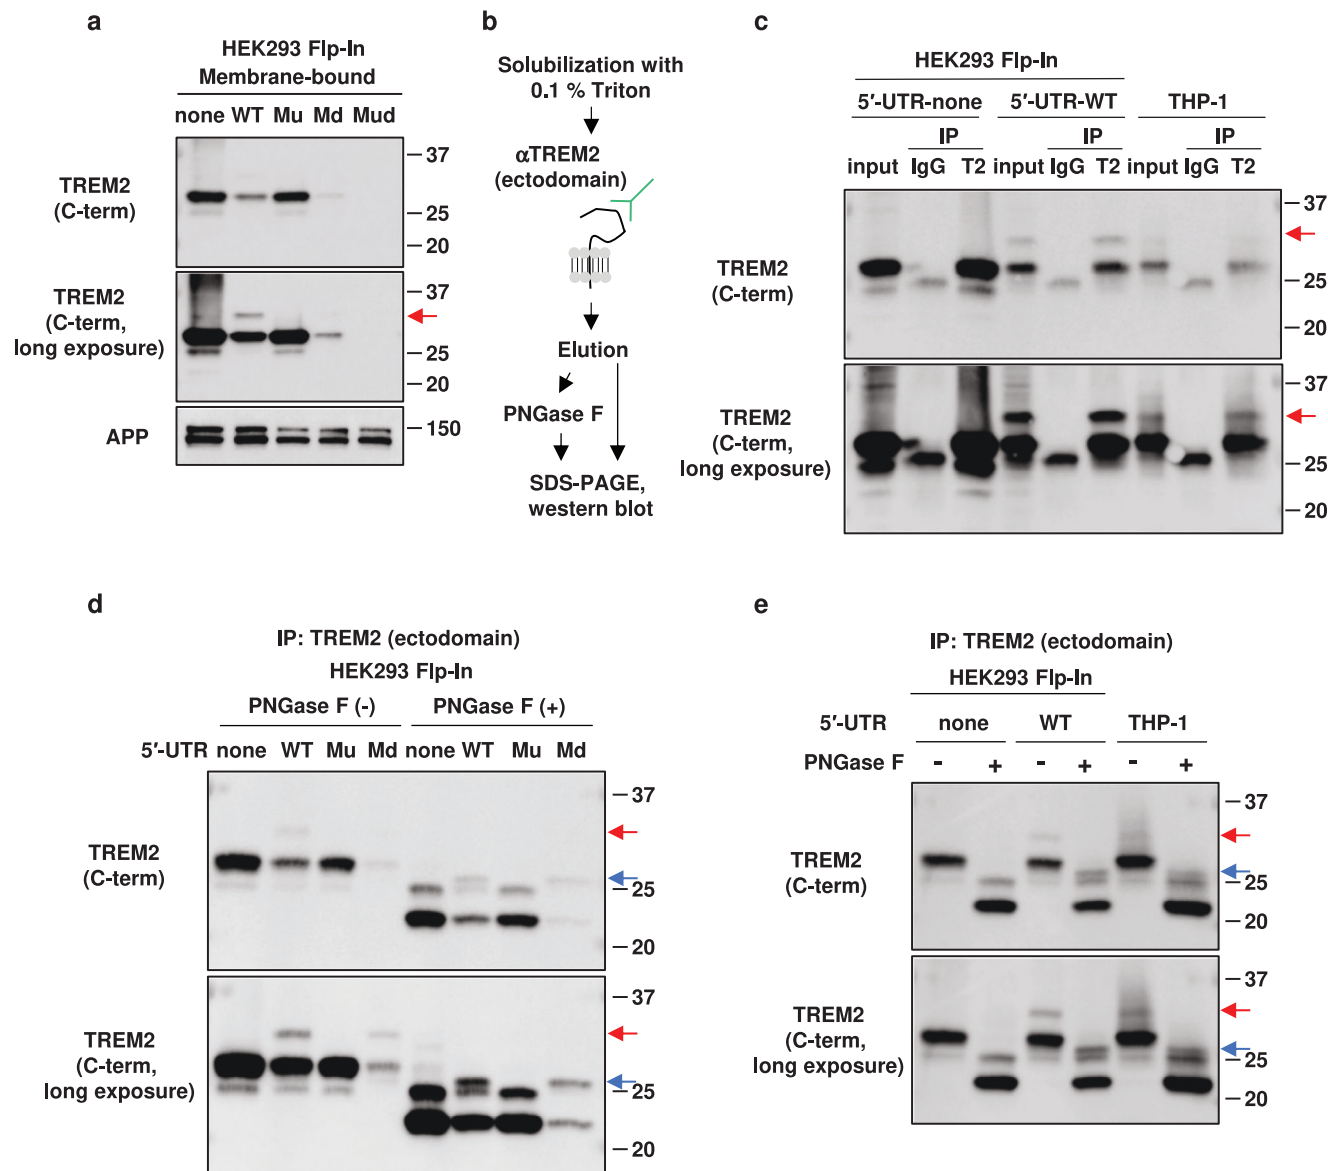 a
HEK293 Flp-In
Membrane-bound
none WT Mu Md Mud
TREM2
(C-term)
37
25
20
TREM2
(C-term,
long exposure)
37
25
20
APP
150
b
Solubilization with
0.1 % Triton
αTREM2
(ectodomain)
Elution
PNGase F
SDS-PAGE,
western blot
c
HEK293 Flp-In
5′-UTR-none 5′-UTR-WT THP-1
IP IP IP
input IgG T2 input IgG T2 input IgG T2
TREM2
(C-term)
37
25
20
TREM2
(C-term,
long exposure)
37
25
20
d
IP: TREM2 (ectodomain)
HEK293 Flp-In
PNGase F (-) PNGase F (+)
5′-UTR none WT Mu Md none WT Mu Md
TREM2
(C-term)
37
25
20
TREM2
(C-term,
long exposure)
37
25
20
e
IP: TREM2 (ectodomain)
HEK293 Flp-In
5′-UTR none WT THP-1
PNGase F - + - + - +
TREM2
(C-term)
37
25
20
TREM2
(C-term,
long exposure)
37
25
20